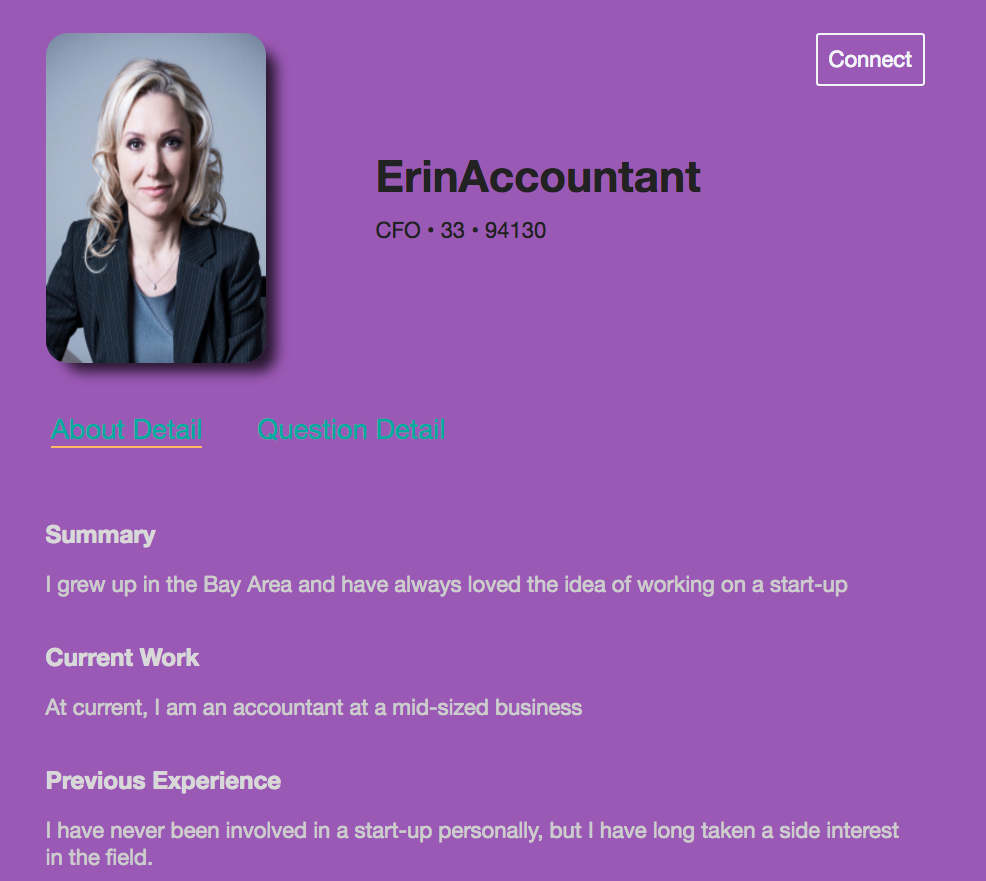 Connect
ErinAccountant
CFO • 33 • 94130
About Detail Question Detail
Summary
I grew up in the Bay Area and have always loved the idea of working on a start-up
Current Work
At current, I am an accountant at a mid-sized business
Previous Experience
I have never been involved in a start-up personally, but I have long taken a side interest
in the field.